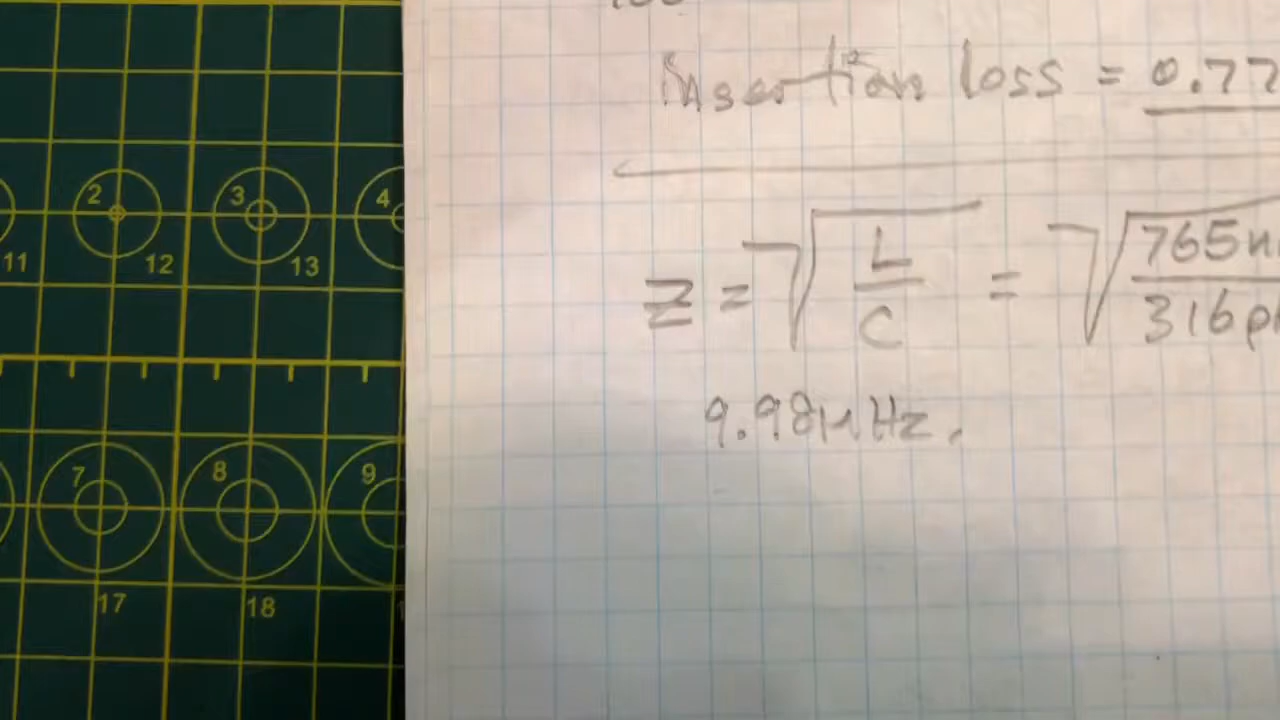 insertion loss = 0.77
Z = √ L / C = √ 765n / 316p
9.98MHz.
2 3 4
11 12 13
7 8 9
17 18